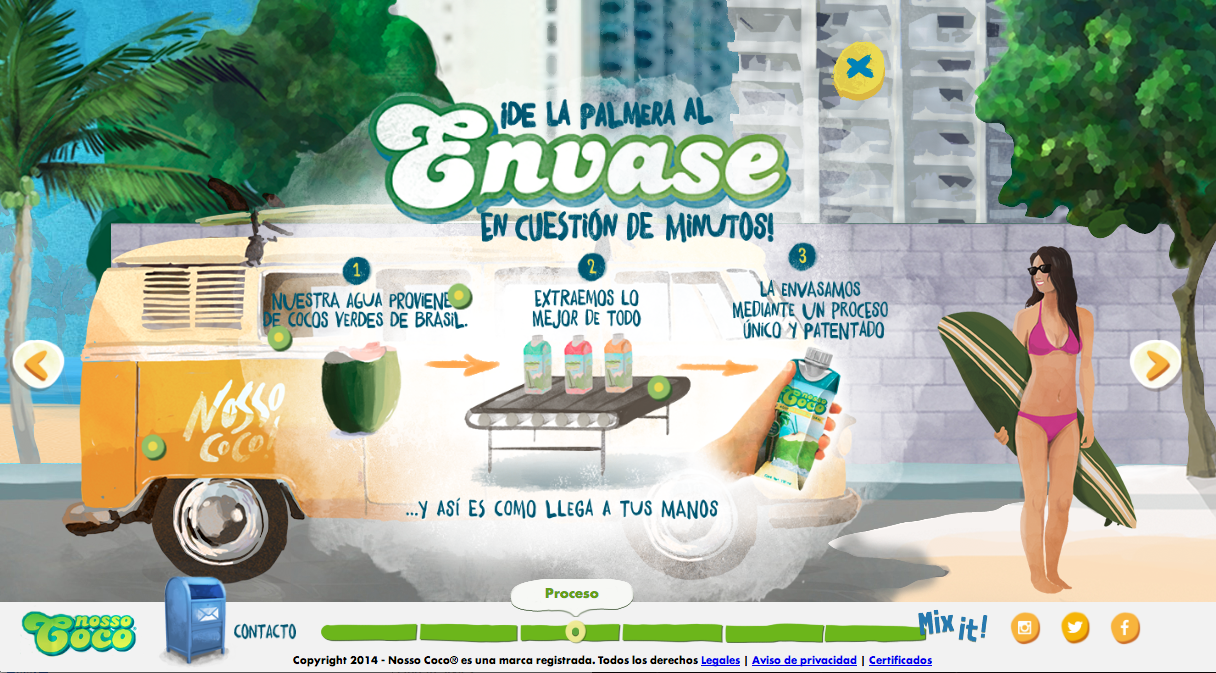 ¡DE LA PALMERA AL
Envase
EN CUESTIÓN DE MINUTOS!
1
NUESTRA AGUA PROVIENE
DE COCOS VERDES DE BRASIL.
2
EXTRAEMOS LO
MEJOR DE TODO
3
LA ENVASAMOS
MEDIANTE UN PROCESO
ÚNICO Y PATENTADO
NOSSO
COCO!
nosso
Coco
...Y ASÍ ES COMO LLEGA A TUS MANOS
Proceso
nosso
Coco®
CONTACTO
Mix it!
Copyright 2014 - Nosso Coco® es una marca registrada. Todos los derechos Legales | Aviso de privacidad | Certificados